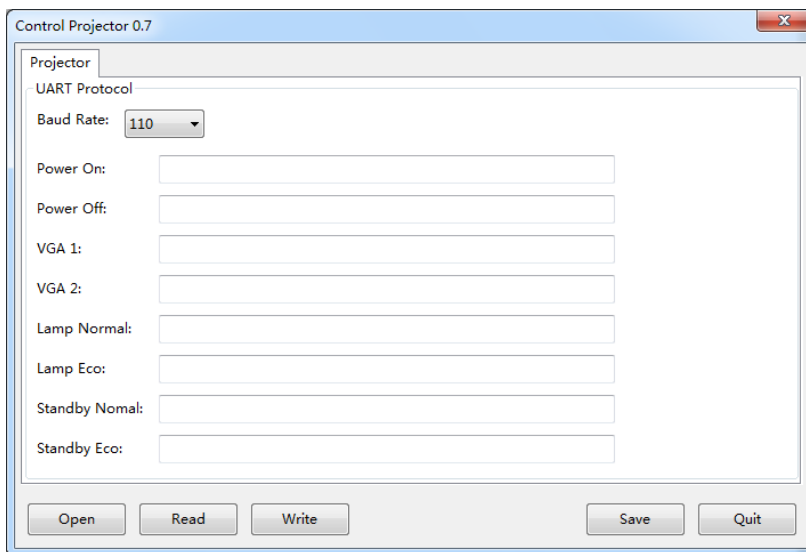 Control Projector 0.7
Projector
UART Protocol
Baud Rate: 110
Power On:
Power Off:
VGA 1:
VGA 2:
Lamp Normal:
Lamp Eco:
Standby Nomal:
Standby Eco:
Open Read Write Save Quit